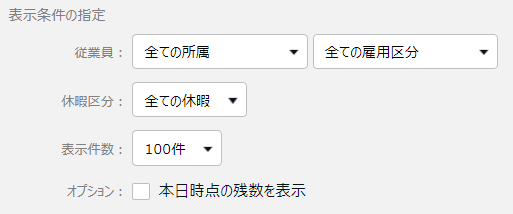 表示条件の指定
従業員： 全ての所属 全ての雇用区分
休暇区分： 全ての休暇
表示件数： 100件
オプション： 本日時点の残数を表示